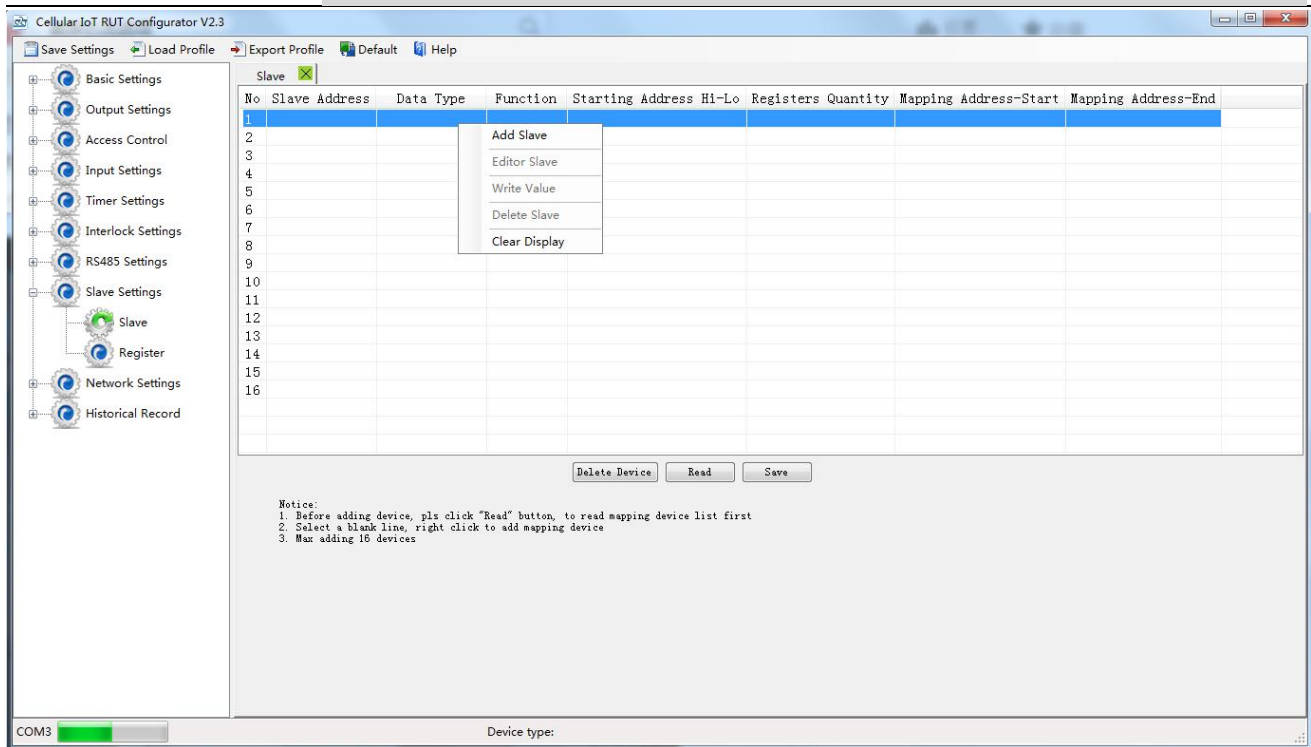 Cellular IoT RUT Configurator V2.3
Save Settings Load Profile Export Profile Default Help
Basic Settings
Output Settings
Access Control
Input Settings
Timer Settings
Interlock Settings
RS485 Settings
Slave Settings
Slave
Register
Network Settings
Historical Record
Slave
No Slave Address Data Type Function Starting Address Hi-Lo Registers Quantity Mapping Address-Start Mapping Address-End
1
2
3
4
5
6
7
8
9
10
11
12
13
14
15
16
Add Slave
Editor Slave
Write Value
Delete Slave
Clear Display
Delete Device Read Save
Notice:
1. Before adding device, pls click "Read" button, to read mapping device list first
2. Select a blank line, right click to add mapping device
3. Max adding 16 devices
COM3 Device type: